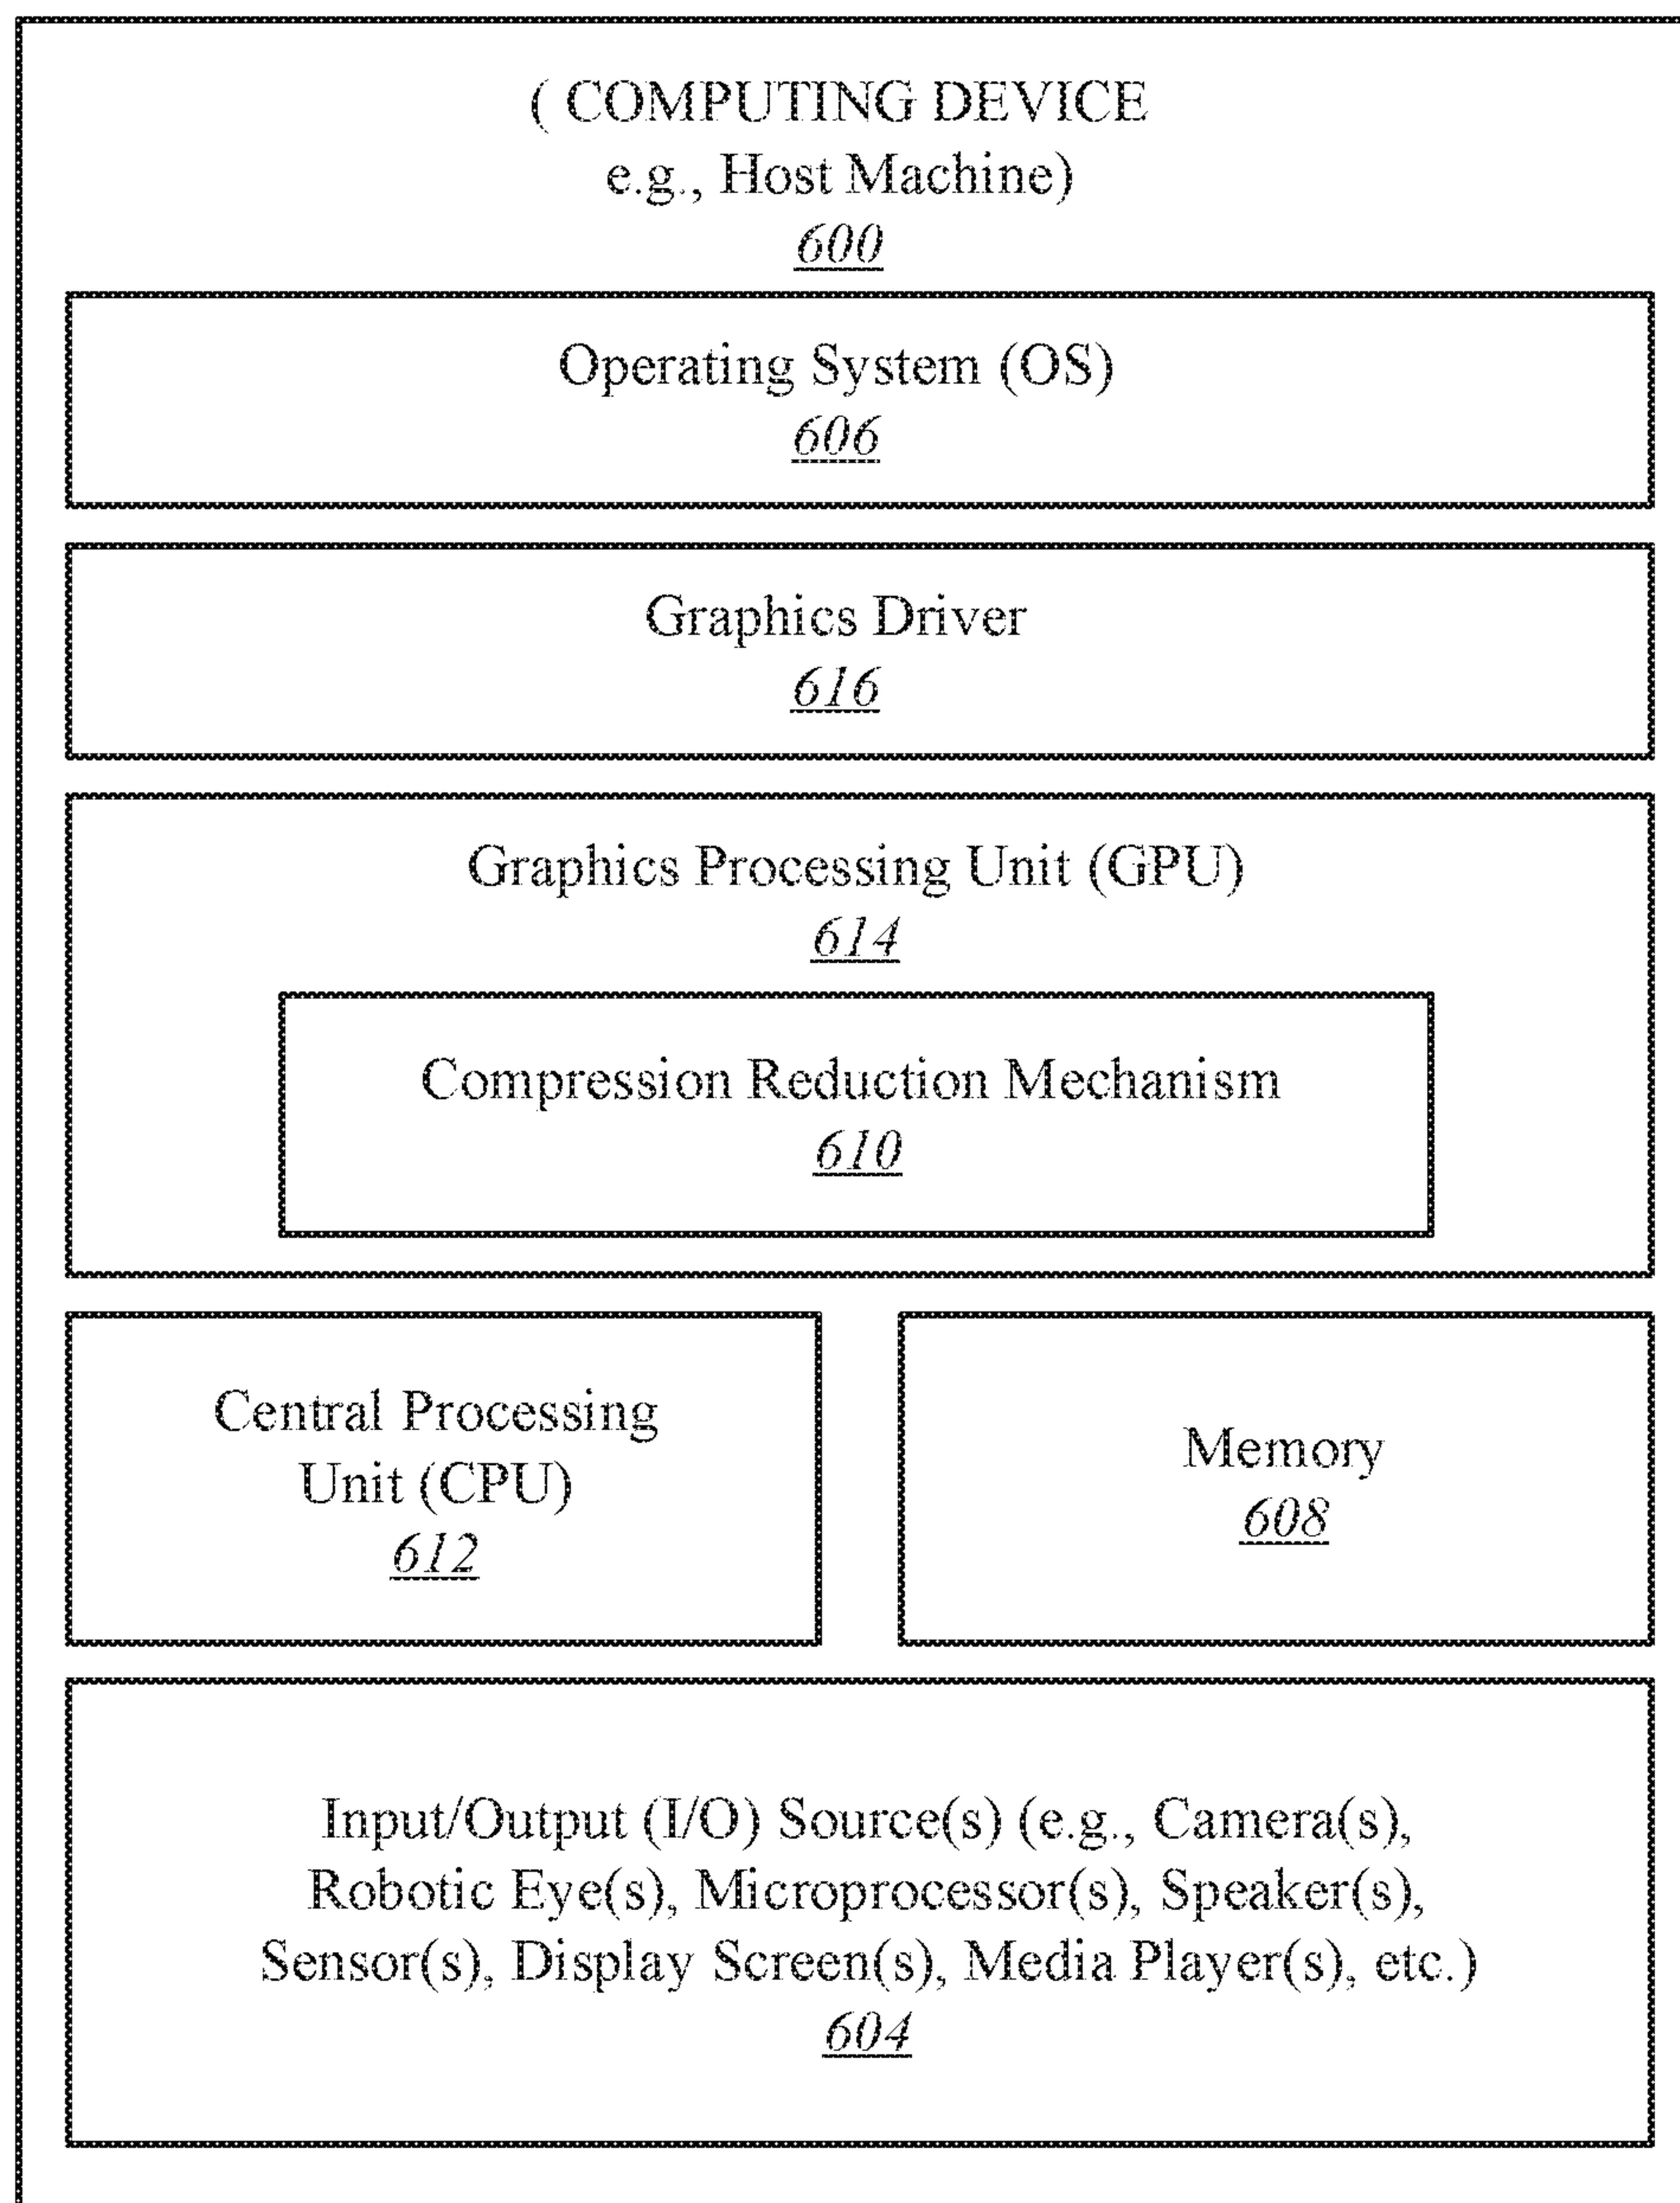 ( COMPUTING DEVICE
e.g., Host Machine)
600
Operating System (OS)
606
Graphics Driver
616
Graphics Processing Unit (GPU)
614
Compression Reduction Mechanism
610
Central Processing
Unit (CPU)
612
Memory
608
Input/Output (I/O) Source(s) (e.g., Camera(s),
Robotic Eye(s), Microprocessor(s), Speaker(s),
Sensor(s), Display Screen(s), Media Player(s), etc.)
604